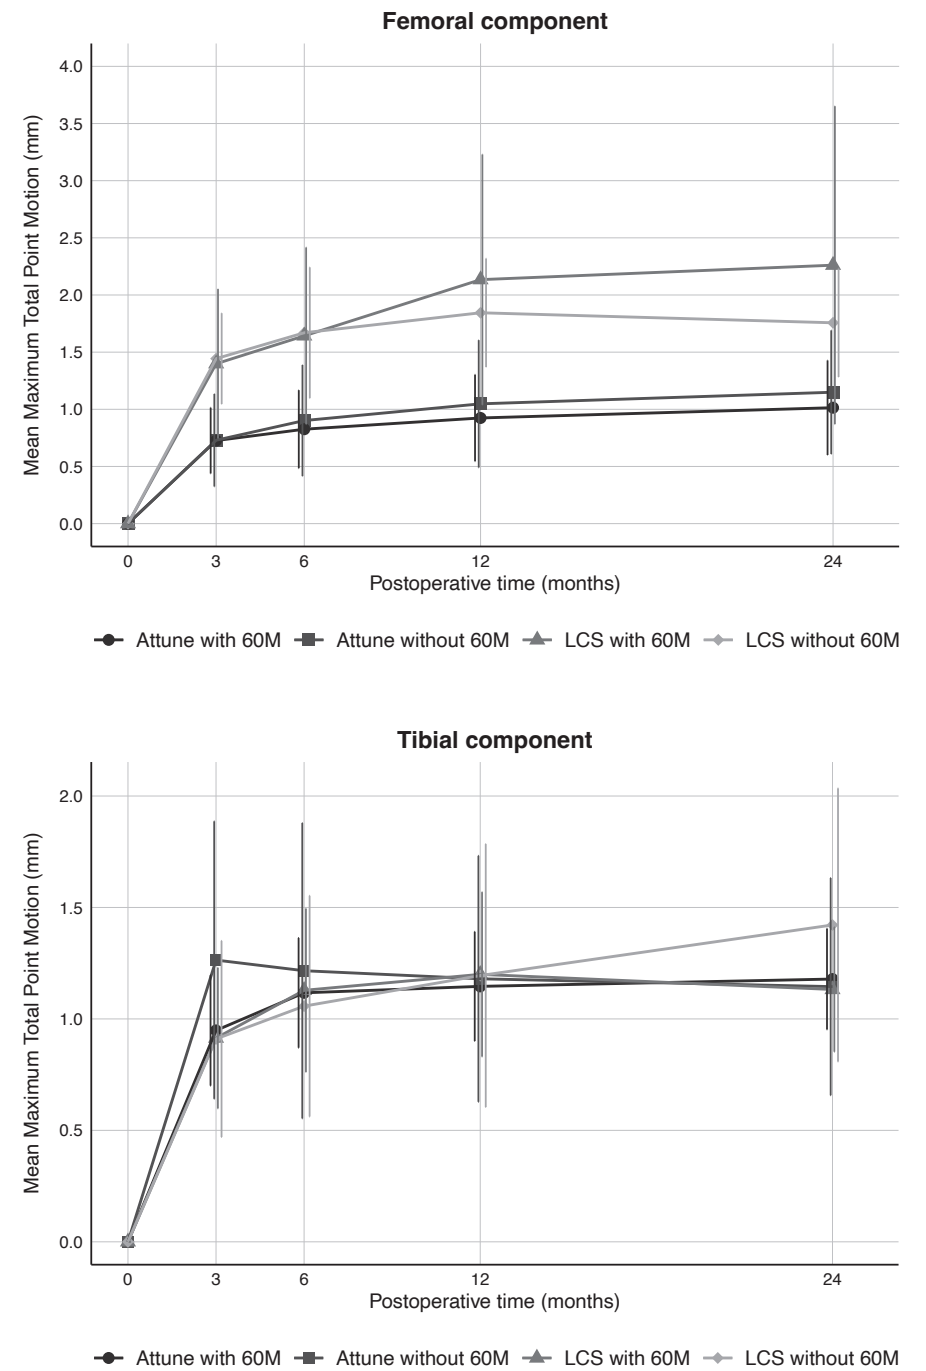 Femoral component
4.0
3.5
3.0
2.5
2.0
1.5
1.0
0.5
0.0
Mean Maximum Total Point Motion (mm)
0 3 6 12 24
Postoperative time (months)
Attune with 60M Attune without 60M LCS with 60M LCS without 60M
Tibial component
2.0
1.5
1.0
0.5
0.0
Mean Maximum Total Point Motion (mm)
0 3 6 12 24
Postoperative time (months)
Attune with 60M Attune without 60M LCS with 60M LCS without 60M